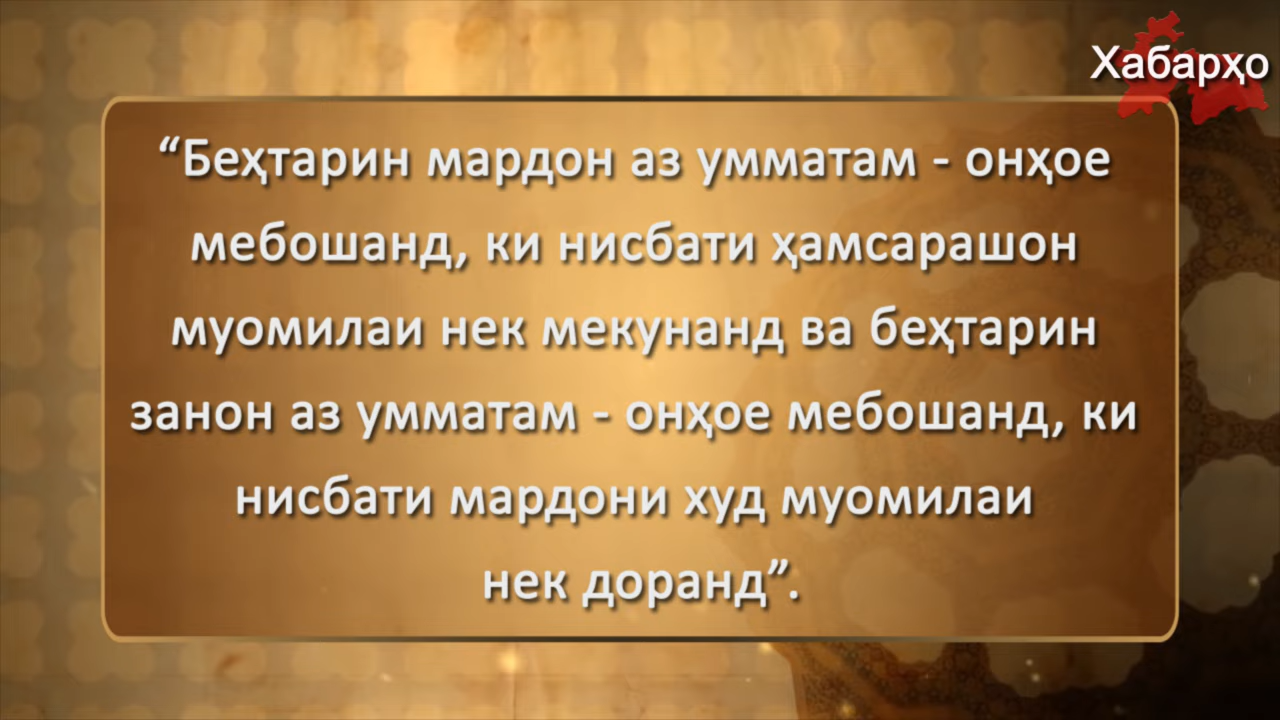 Хабарҳо
“Беҳтарин мардон аз умматам - онҳое
мебошанд, ки нисбати ҳамсарашон
муомилаи нек мекунанд ва беҳтарин
занон аз умматам - онҳое мебошанд, ки
нисбати мардони худ муомилаи
нек доранд”.